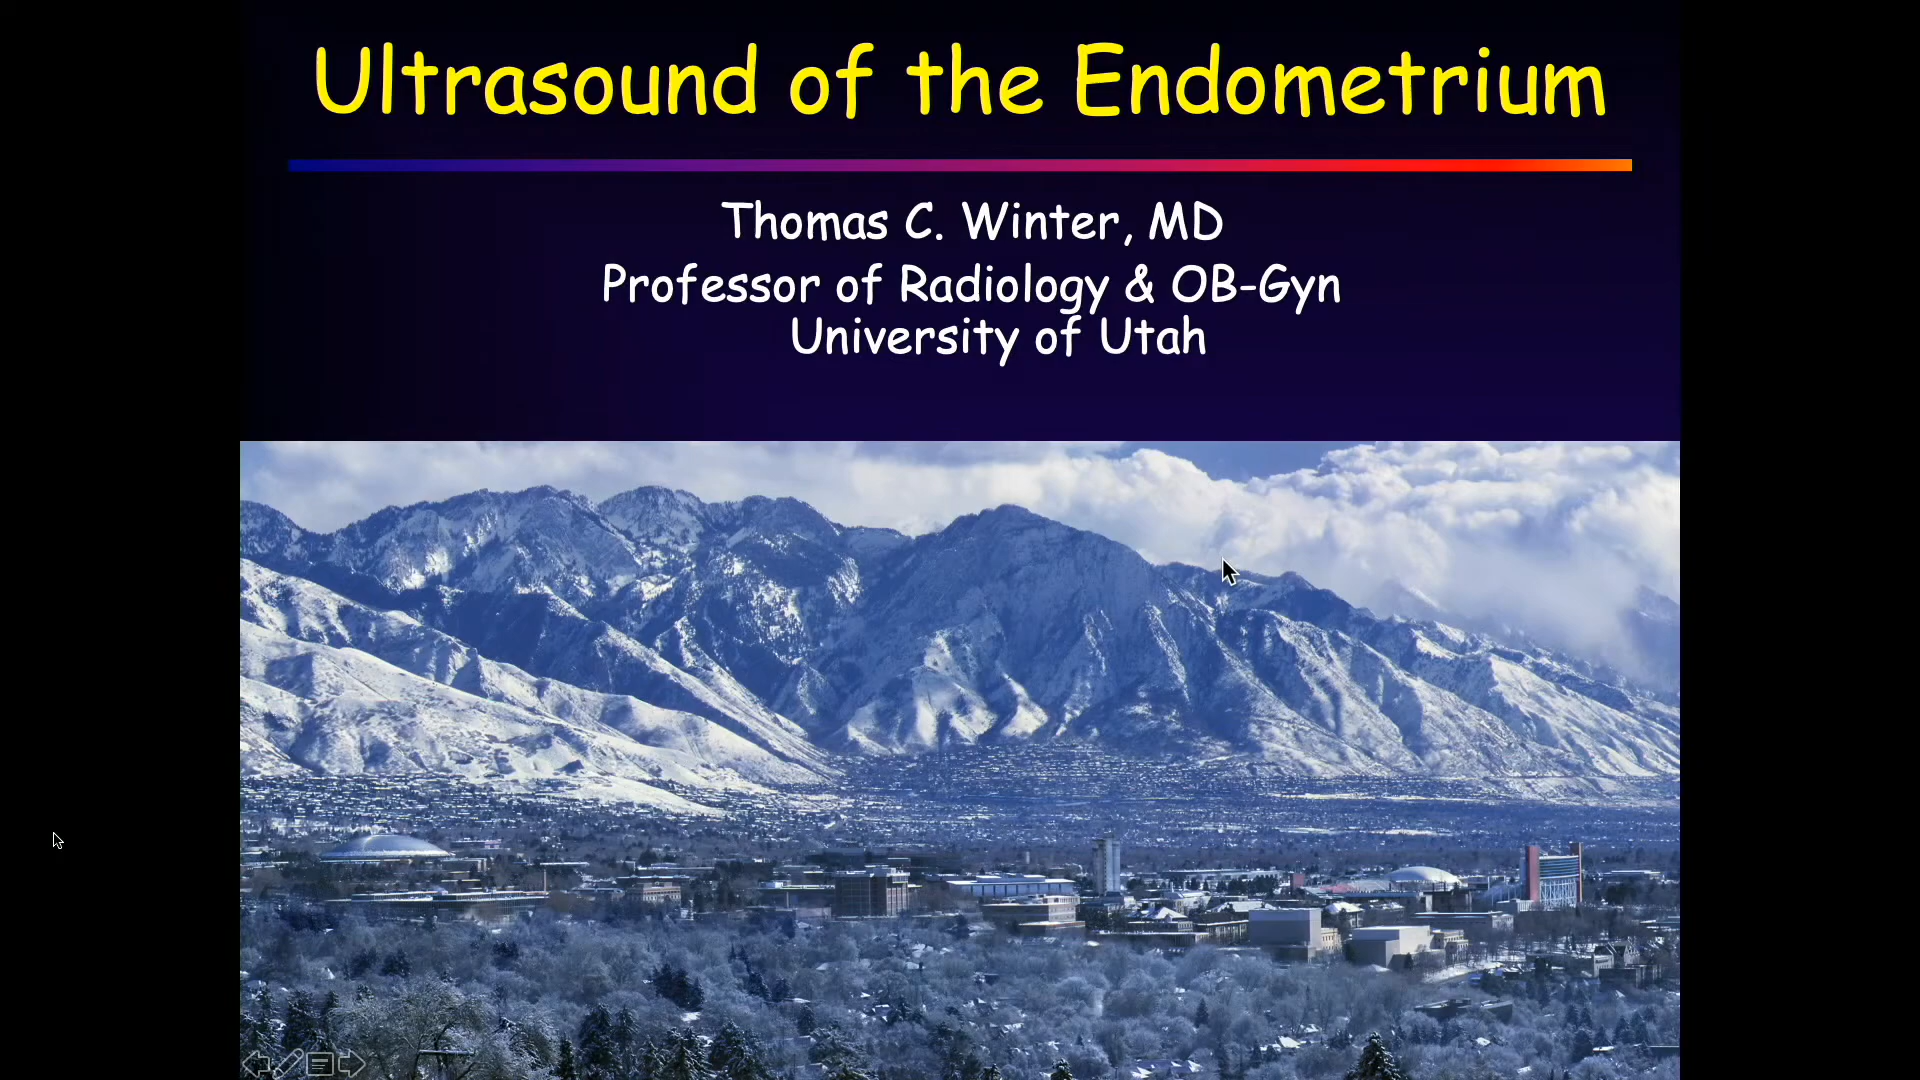 Ultrasound of the Endometrium
Thomas C. Winter, MD
Professor of Radiology & OB-Gyn
University of Utah